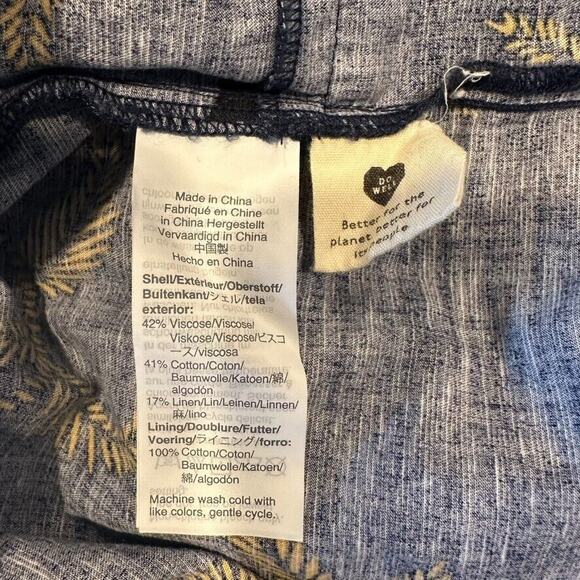 Made in China
Fabriqué en Chine
in China Hergestellt
Vervaardigd in China
中国製
Hecho en China
Shell/Extérieur/Oberstoff/
Buitenkant/シェル/tela
exterior:
42% Viscose/Viscose/
Viskose/Viscose/ビスコ
ース/viscosa
41% Cotton/Coton/
Baumwolle/Katoen/綿/
algodón
17% Linen/Lin/Leinen/Linnen/
麻/lino
Lining/Doublure/Futter/
Voering/ライニング/forro:
100% Cotton/Coton/
Baumwolle/Katoen/
綿/algodón
Machine wash cold with
like colors, gentle cycle.
DO
WELL
Better for the
planet better for
people